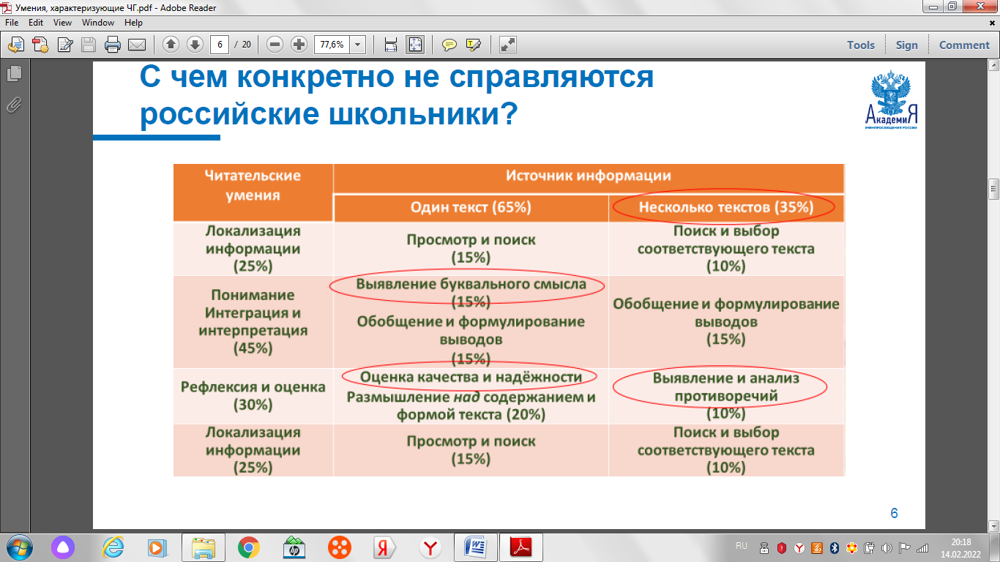 Умения, характеризующие ЧГ.pdf - Adobe Reader
File Edit View Window Help
6 / 20 77,6% Tools Sign Comment
С чем конкретно не справляются
российские школьники?
АкадемиЯ
МИНПРОСВЕЩЕНИЯ РОССИИ
Читательские
умения
Источник информации
Один текст (65%)
Несколько текстов (35%)
Локализация
информации
(25%)
Просмотр и поиск
(15%)
Поиск и выбор
соответствующего текста
(10%)
Понимание
Интеграция и
интерпретация
(45%)
Выявление буквального смысла
(15%)
Обобщение и формулирование
выводов
(15%)
Обобщение и формулирование
выводов
(15%)
Рефлексия и оценка
(30%)
Оценка качества и надёжности
Размышление над содержанием и
формой текста (20%)
Выявление и анализ
противоречий
(10%)
Локализация
информации
(25%)
Просмотр и поиск
(15%)
Поиск и выбор
соответствующего текста
(10%)
6
RU
20:18
14.02.2022